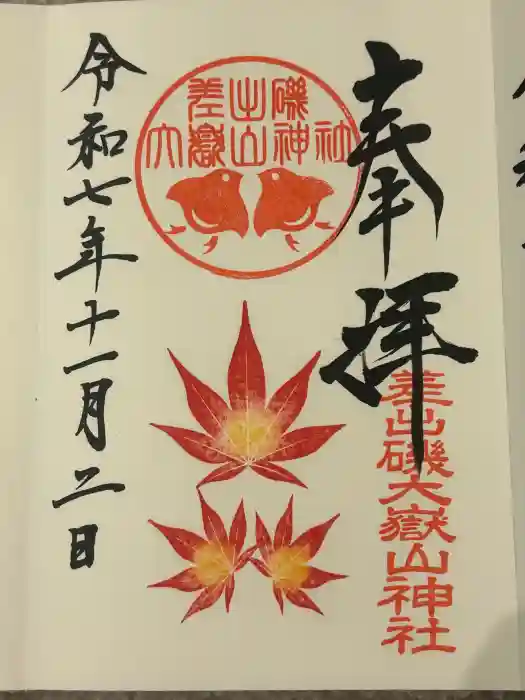 奉拝
差出磯大嶽山神社
差出磯
大嶽山神社
令和七年十一月二日